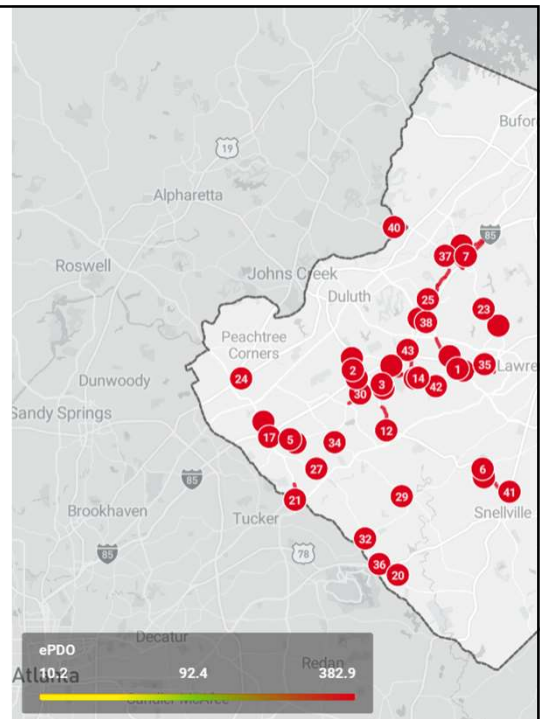 Bufor
19
Alpharetta
40
85
37
7
Roswell
Johns Creek
Duluth
25
23
38
Peachtree
Corners
43
2
1
35
Lawre
24
3
14
42
Dunwoody
30
Sandy Springs
12
17
5
34
27
6
85
29
41
21
Brookhaven
Tucker
Snellville
32
85
78
36
20
Decatur
ePDO
Redan
Atlanta
10.2
92.4
382.9